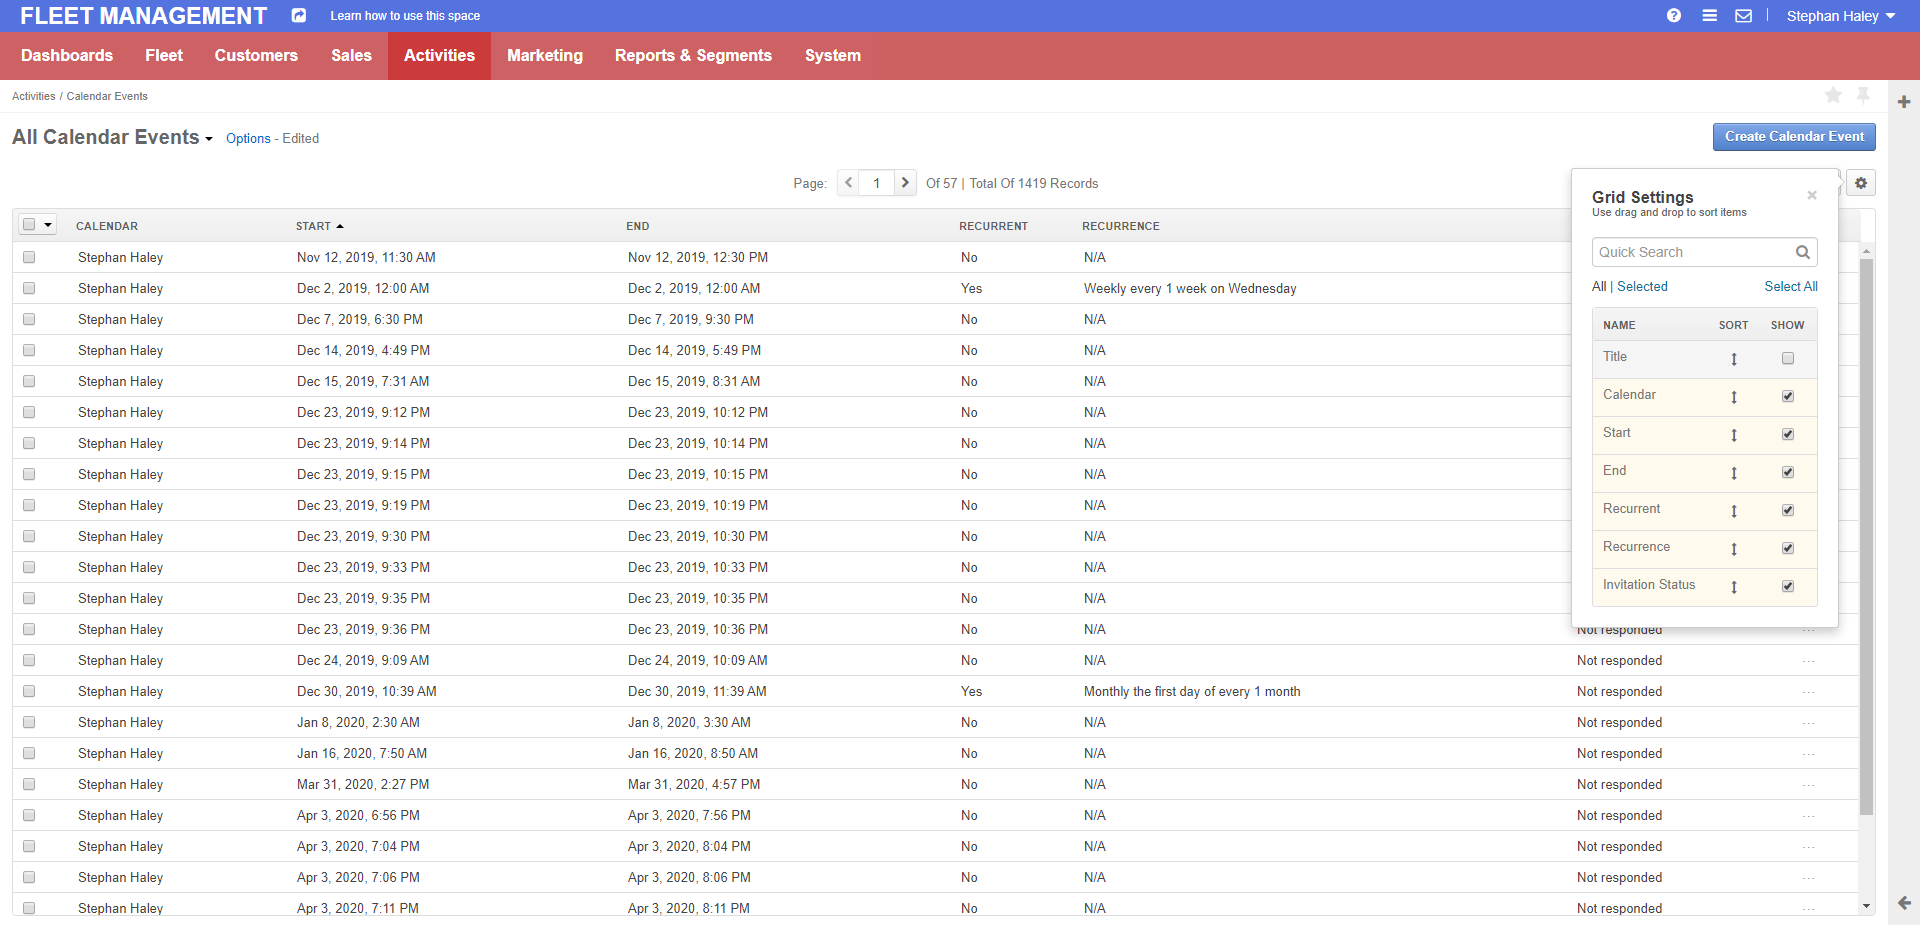 FLEET MANAGEMENT Learn how to use this space Stephan Haley
Dashboards Fleet Customers Sales Activities Marketing Reports & Segments System
Activities / Calendar Events
All Calendar Events Options - Edited Create Calendar Event
Page: 1 Of 57 | Total Of 1419 Records
CALENDAR START END RECURRENT RECURRENCE
Stephan Haley Nov 12, 2019, 11:30 AM Nov 12, 2019, 12:30 PM No N/A
Stephan Haley Dec 2, 2019, 12:00 AM Dec 2, 2019, 12:00 AM Yes Weekly every 1 week on Wednesday
Stephan Haley Dec 7, 2019, 6:30 PM Dec 7, 2019, 9:30 PM No N/A
Stephan Haley Dec 14, 2019, 4:49 PM Dec 14, 2019, 5:49 PM No N/A
Stephan Haley Dec 15, 2019, 7:31 AM Dec 15, 2019, 8:31 AM No N/A
Stephan Haley Dec 23, 2019, 9:12 PM Dec 23, 2019, 10:12 PM No N/A
Stephan Haley Dec 23, 2019, 9:14 PM Dec 23, 2019, 10:14 PM No N/A
Stephan Haley Dec 23, 2019, 9:15 PM Dec 23, 2019, 10:15 PM No N/A
Stephan Haley Dec 23, 2019, 9:19 PM Dec 23, 2019, 10:19 PM No N/A
Stephan Haley Dec 23, 2019, 9:30 PM Dec 23, 2019, 10:30 PM No N/A
Stephan Haley Dec 23, 2019, 9:33 PM Dec 23, 2019, 10:33 PM No N/A
Stephan Haley Dec 23, 2019, 9:35 PM Dec 23, 2019, 10:35 PM No N/A
Stephan Haley Dec 23, 2019, 9:36 PM Dec 23, 2019, 10:36 PM No N/A Not responded ...
Stephan Haley Dec 24, 2019, 9:09 AM Dec 24, 2019, 10:09 AM No N/A Not responded ...
Stephan Haley Dec 30, 2019, 10:39 AM Dec 30, 2019, 11:39 AM Yes Monthly the first day of every 1 month Not responded ...
Stephan Haley Jan 8, 2020, 2:30 AM Jan 8, 2020, 3:30 AM No N/A Not responded ...
Stephan Haley Jan 16, 2020, 7:50 AM Jan 16, 2020, 8:50 AM No N/A Not responded ...
Stephan Haley Mar 31, 2020, 2:27 PM Mar 31, 2020, 4:57 PM No N/A Not responded ...
Stephan Haley Apr 3, 2020, 6:56 PM Apr 3, 2020, 7:56 PM No N/A Not responded ...
Stephan Haley Apr 3, 2020, 7:04 PM Apr 3, 2020, 8:04 PM No N/A Not responded ...
Stephan Haley Apr 3, 2020, 7:06 PM Apr 3, 2020, 8:06 PM No N/A Not responded ...
Stephan Haley Apr 3, 2020, 7:11 PM Apr 3, 2020, 8:11 PM No N/A Not responded ...
Grid Settings
Use drag and drop to sort items
Quick Search
All | Selected Select All
NAME SORT SHOW
Title
Calendar
Start
End
Recurrent
Recurrence
Invitation Status